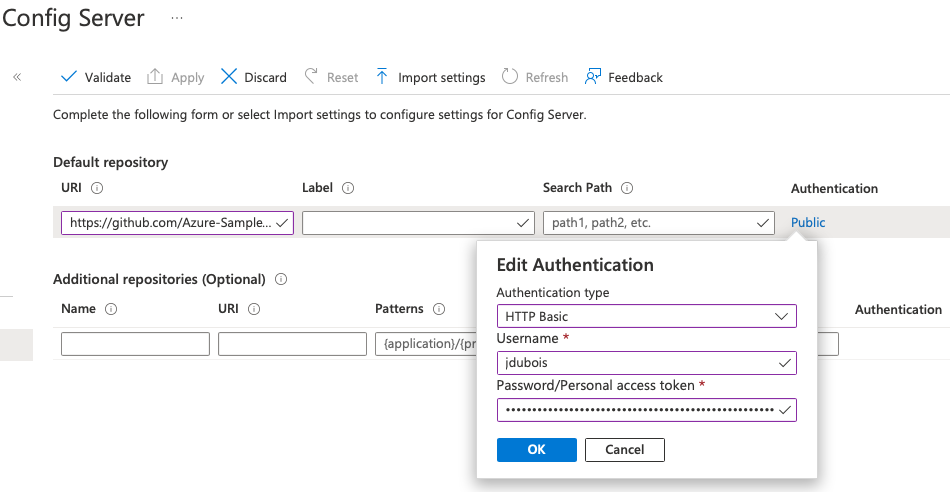 Config Server ...
« Validate Apply Discard Reset Import settings Refresh Feedback
Complete the following form or select Import settings to configure settings for Config Server.
Default repository
URI Label Search Path Authentication
https://github.com/Azure-Sample... path1, path2, etc. Public
Edit Authentication
Authentication type
HTTP Basic
Username *
jdubois
Password/Personal access token *
••••••••••••••••••••••••••••••••••••••••••••••••••
OK Cancel
Additional repositories (Optional)
Name URI Patterns Authentication
{application}/{pr